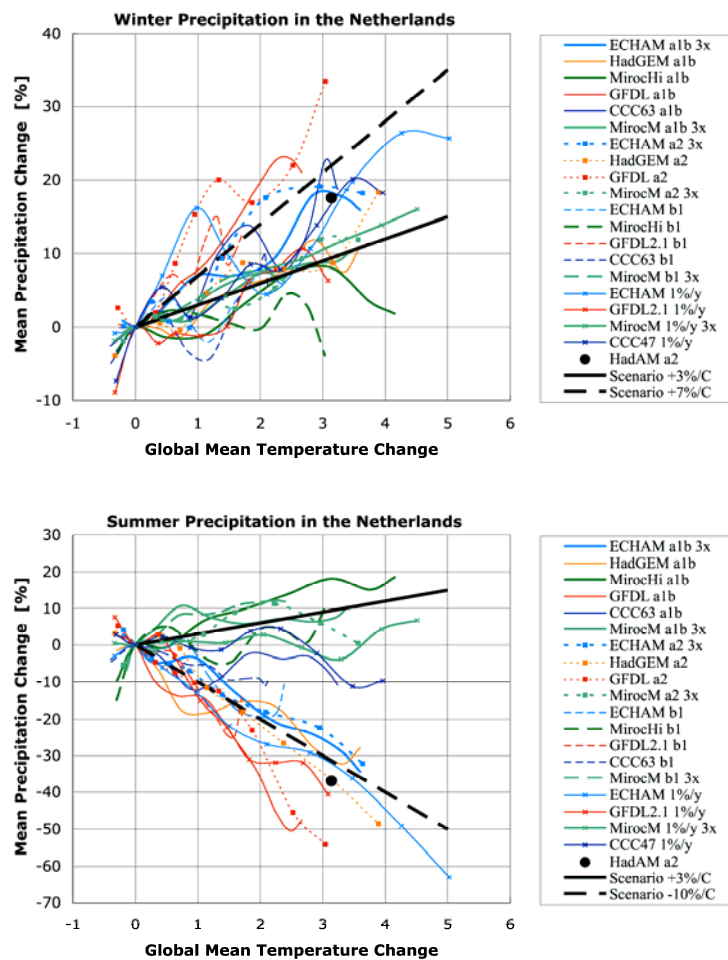 Winter Precipitation in the Netherlands
Mean Precipitation Change [%]
40
30
20
10
0
-10
-1 0 1 2 3 4 5 6
Global Mean Temperature Change
ECHAM a1b 3x
HadGEM a1b
MirocHi a1b
GFDL a1b
CCC63 a1b
MirocM a1b 3x
ECHAM a2 3x
HadGEM a2
GFDL a2
MirocM a2 3x
ECHAM b1
MirocHi b1
GFDL2.1 b1
CCC63 b1
MirocM b1 3x
ECHAM 1%/y
GFDL2.1 1%/y
MirocM 1%/y 3x
CCC47 1%/y
HadAM a2
Scenario +3%/C
Scenario +7%/C
Summer Precipitation in the Netherlands
Mean Precipitation Change [%]
30
20
10
0
-10
-20
-30
-40
-50
-60
-70
-1 0 1 2 3 4 5 6
Global Mean Temperature Change
ECHAM a1b 3x
HadGEM a1b
MirocHi a1b
GFDL a1b
CCC63 a1b
MirocM a1b 3x
ECHAM a2 3x
HadGEM a2
GFDL a2
MirocM a2 3x
ECHAM b1
MirocHi b1
GFDL2.1 b1
CCC63 b1
MirocM b1 3x
ECHAM 1%/y
GFDL2.1 1%/y
MirocM 1%/y 3x
CCC47 1%/y
HadAM a2
Scenario +3%/C
Scenario -10%/C